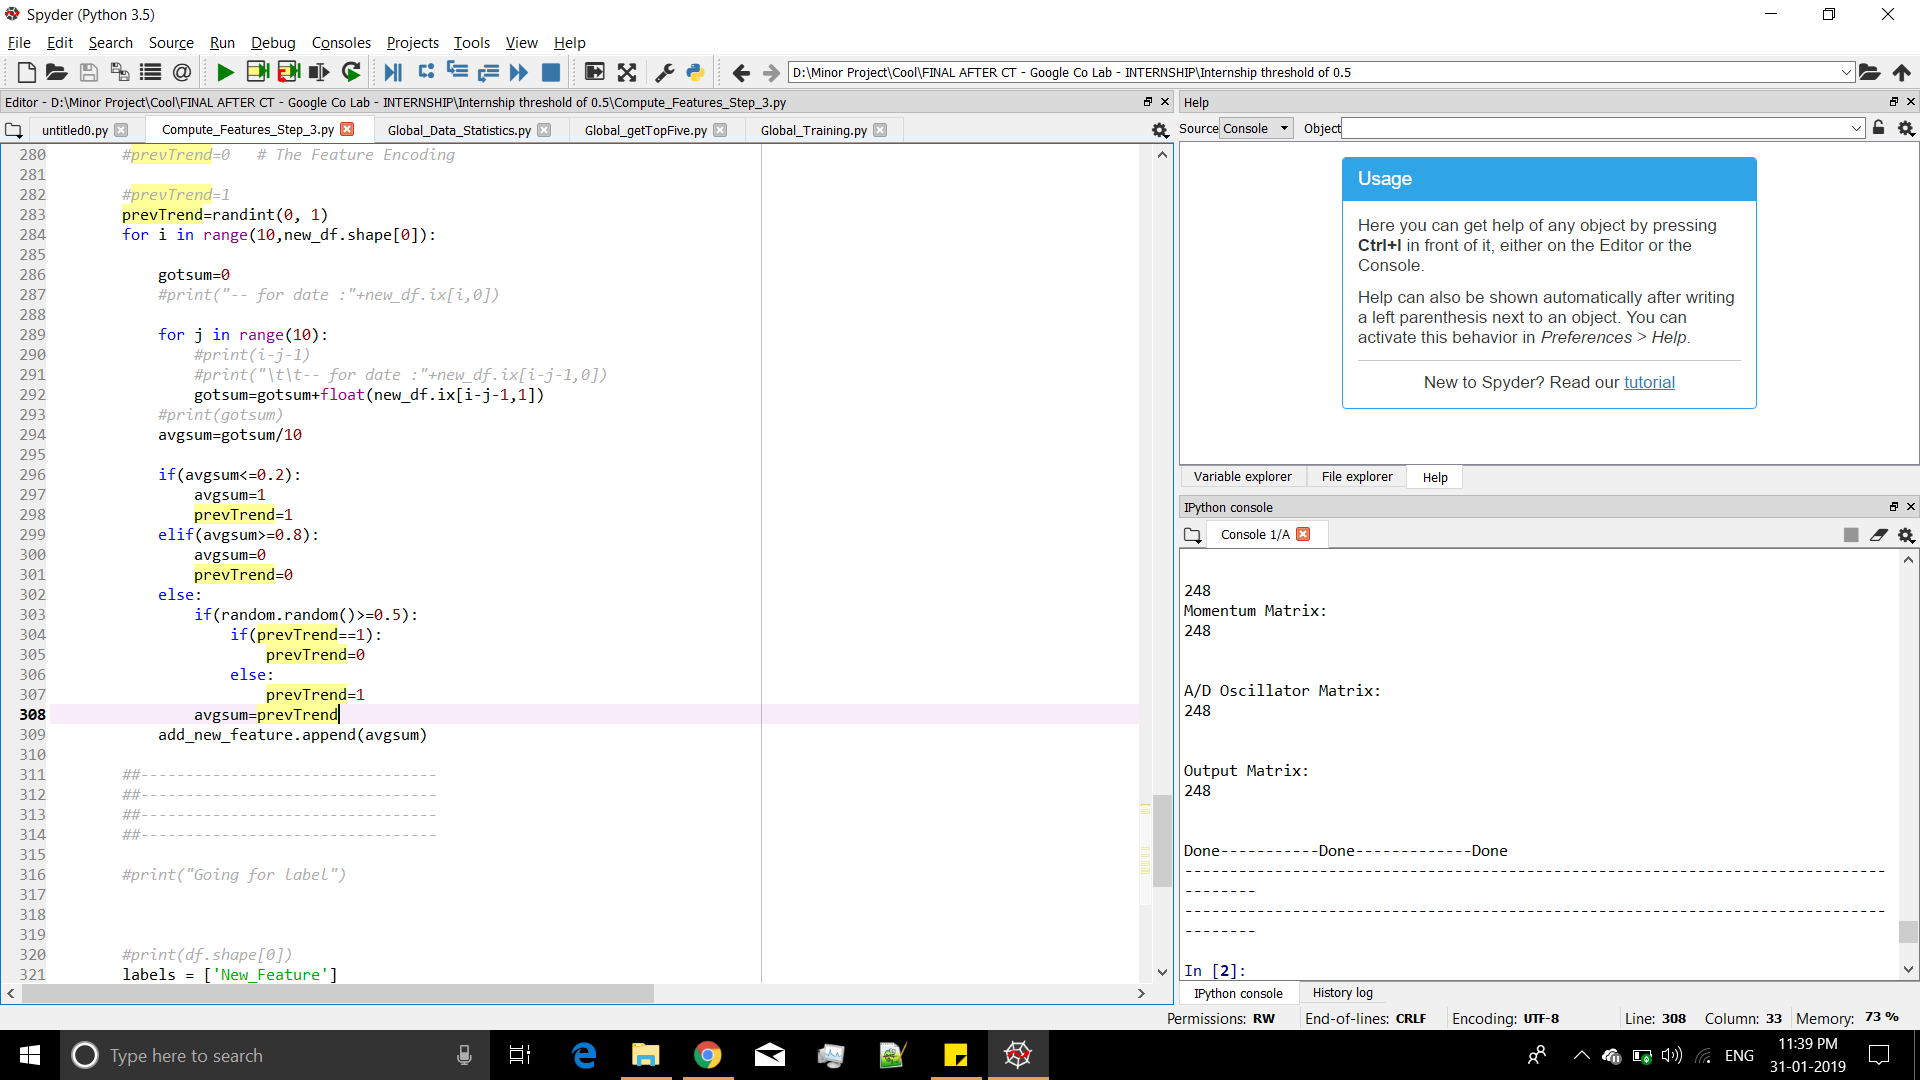 Spyder (Python 3.5)
File Edit Search Source Run Debug Consoles Projects Tools View Help
D:\Minor Project\Cool\FINAL AFTER CT - Google Co Lab - INTERNSHIP\Internship threshold of 0.5
Editor - D:\Minor Project\Cool\FINAL AFTER CT - Google Co Lab - INTERNSHIP\Internship threshold of 0.5\Compute_Features_Step_3.py
untitled0.py Compute_Features_Step_3.py Global_Data_Statistics.py Global_getTopFive.py Global_Training.py
280 #prevTrend=0 # The Feature Encoding
281
282 #prevTrend=1
283 prevTrend=randint(0, 1)
284 for i in range(10,new_df.shape[0]):
285
286 gotsum=0
287 #print("-- for date :"+new_df.ix[i,0])
288
289 for j in range(10):
290 #print(i-j-1)
291 #print("\t\t-- for date :"+new_df.ix[i-j-1,0])
292 gotsum=gotsum+float(new_df.ix[i-j-1,1])
293 #print(gotsum)
294 avgsum=gotsum/10
295
296 if(avgsum<=0.2):
297 avgsum=1
298 prevTrend=1
299 elif(avgsum>=0.8):
300 avgsum=0
301 prevTrend=0
302 else:
303 if(random.random()>=0.5):
304 if(prevTrend==1):
305 prevTrend=0
306 else:
307 prevTrend=1
308 avgsum=prevTrend
309 add_new_feature.append(avgsum)
310
311 ##---------------------------------
312 ##---------------------------------
313 ##---------------------------------
314 ##---------------------------------
315
316 #print("Going for label")
317
318
319
320 #print(df.shape[0])
321 labels = ['New_Feature']
Help
Source Console Object
Usage
Here you can get help of any object by pressing
Ctrl+I in front of it, either on the Editor or the
Console.
Help can also be shown automatically after writing
a left parenthesis next to an object. You can
activate this behavior in Preferences > Help.
New to Spyder? Read our tutorial
Variable explorer File explorer Help
IPython console
Console 1/A
248
Momentum Matrix:
248
A/D Oscillator Matrix:
248
Output Matrix:
248
Done-----------Done-------------Done
------------------------------------------------------------------------------
--------
------------------------------------------------------------------------------
--------
In [2]:
IPython console History log
Permissions: RW End-of-lines: CRLF Encoding: UTF-8 Line: 308 Column: 33 Memory: 73 %
Type here to search
ENG
11:39 PM
31-01-2019